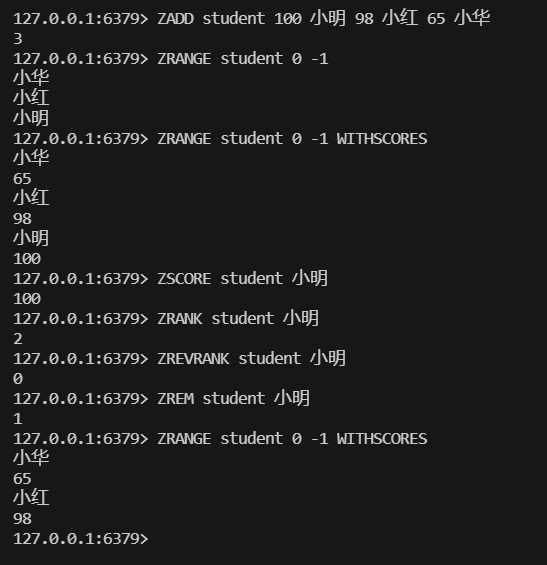 127.0.0.1:6379> ZADD student 100 小明 98 小红 65 小华
3
127.0.0.1:6379> ZRANGE student 0 -1
小华
小红
小明
127.0.0.1:6379> ZRANGE student 0 -1 WITHSCORES
小华
65
小红
98
小明
100
127.0.0.1:6379> ZSCORE student 小明
100
127.0.0.1:6379> ZRANK student 小明
2
127.0.0.1:6379> ZREVRANK student 小明
0
127.0.0.1:6379> ZREM student 小明
1
127.0.0.1:6379> ZRANGE student 0 -1 WITHSCORES
小华
65
小红
98
127.0.0.1:6379>